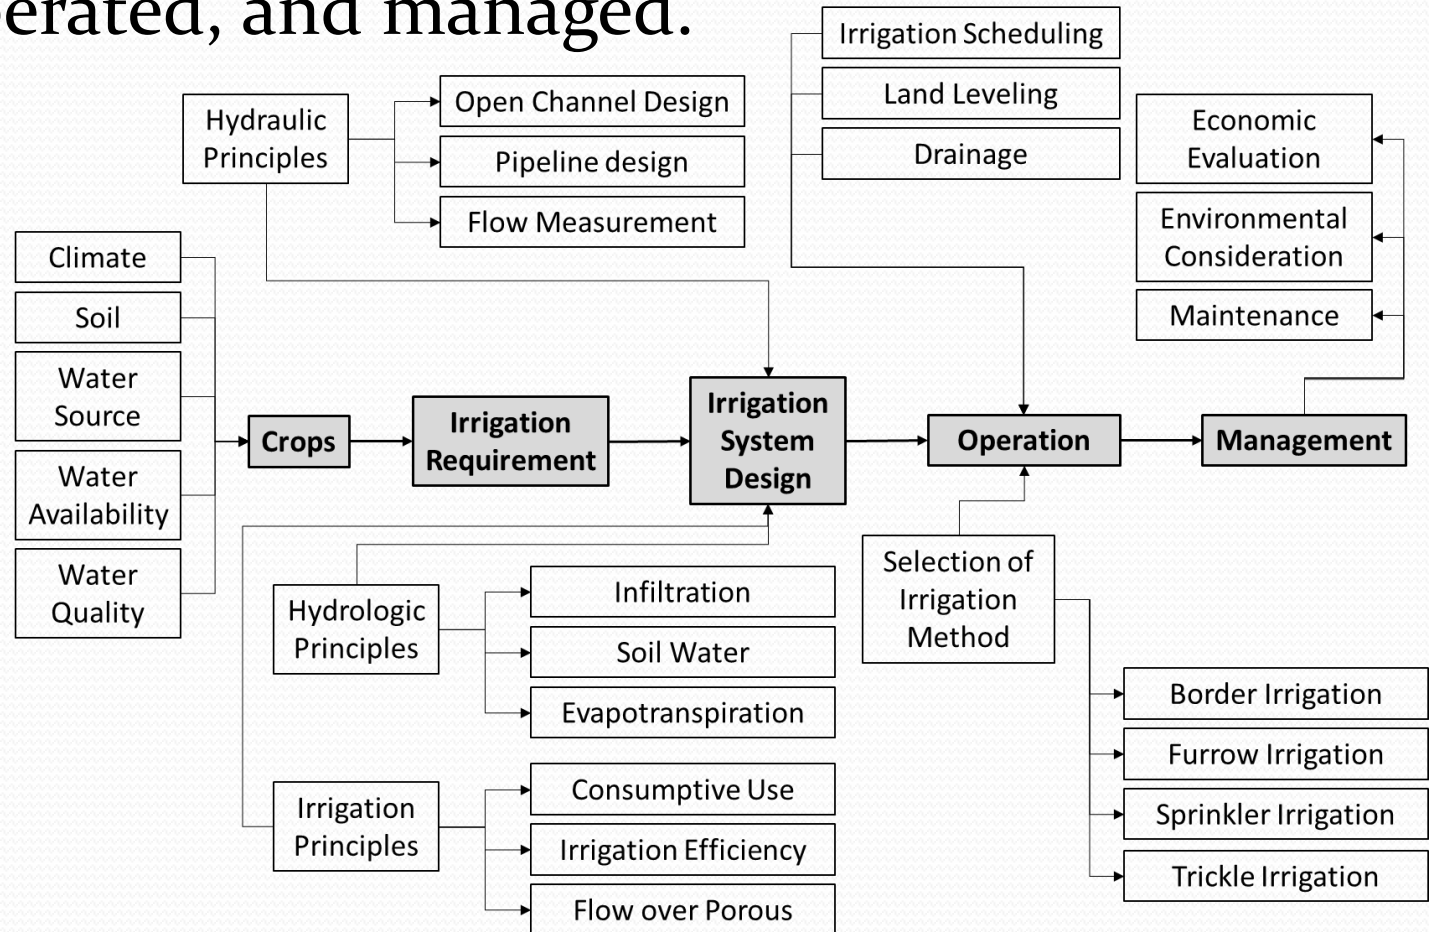 erated, and managed.
Irrigation Scheduling
Land Leveling
Drainage
Hydraulic
Principles
Open Channel Design
Pipeline design
Flow Measurement
Economic
Evaluation
Environmental
Consideration
Maintenance
Climate
Soil
Water
Source
Water
Availability
Water
Quality
Crops
Irrigation
Requirement
Irrigation
System
Design
Operation
Management
Hydrologic
Principles
Infiltration
Soil Water
Evapotranspiration
Selection of
Irrigation
Method
Border Irrigation
Furrow Irrigation
Sprinkler Irrigation
Trickle Irrigation
Irrigation
Principles
Consumptive Use
Irrigation Efficiency
Flow over Porous